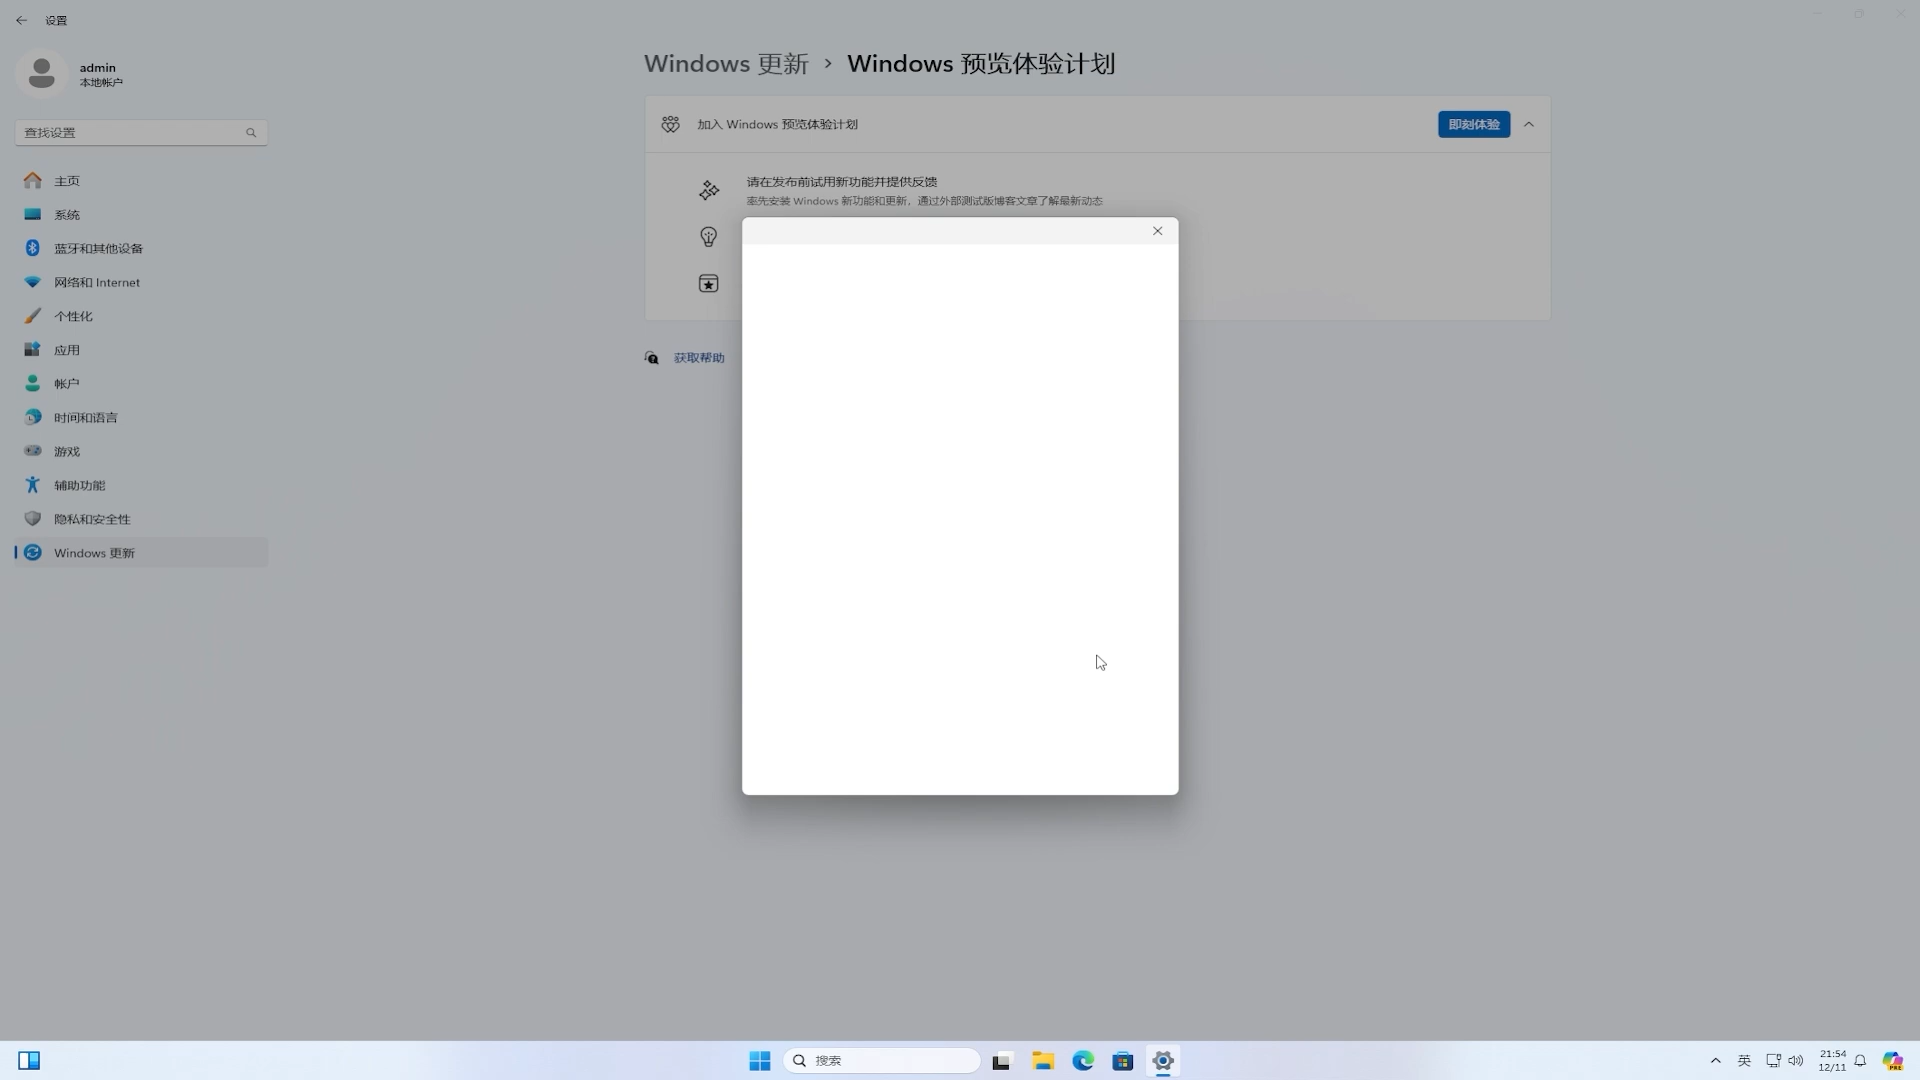 设置
admin
本地帐户
查找设置
主页
系统
蓝牙和其他设备
网络和 Internet
个性化
应用
帐户
时间和语言
游戏
辅助功能
隐私和安全性
Windows 更新
Windows 更新 › Windows 预览体验计划
加入 Windows 预览体验计划
即刻体验
请在发布前试用新功能并提供反馈
率先安装 Windows 新功能和更新，通过外部测试版博客文章了解最新动态
获取帮助
搜索
英
21:54
12/11
PRE